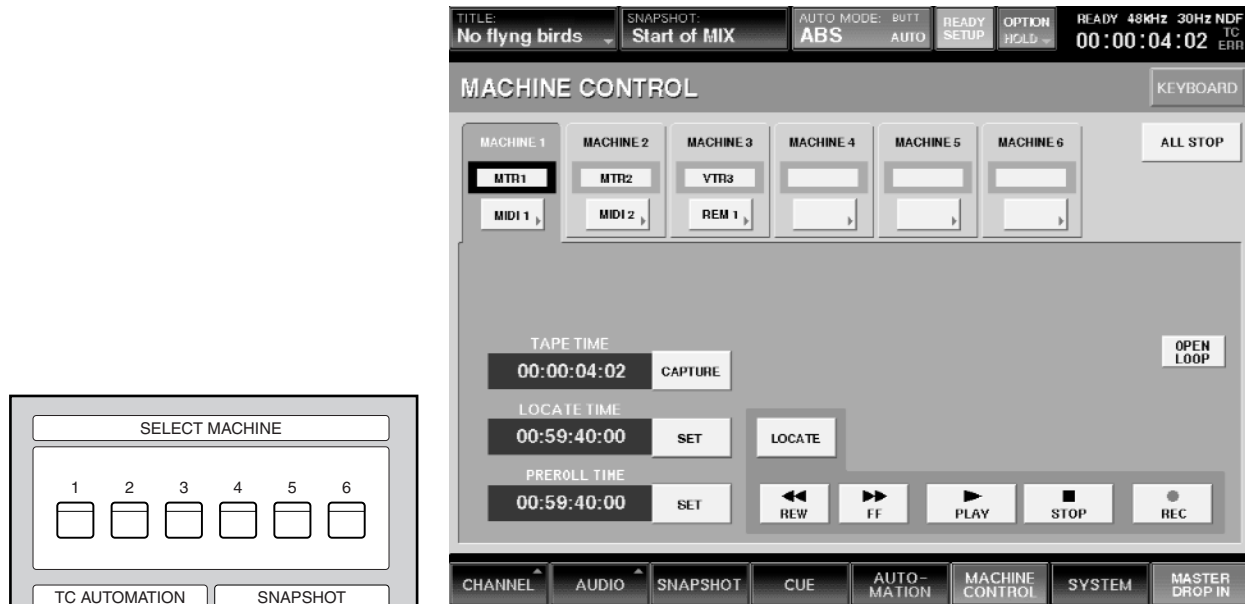 SELECT MACHINE
1 2 3 4 5 6
TC AUTOMATION SNAPSHOT
TITLE: SNAPSHOT: AUTO MODE: BUTT READY OPTION READY 48kHz 30Hz NDF
No flyng birds Start of MIX ABS AUTO SETUP HOLD 00:00:04:02 TC ERR
MACHINE CONTROL KEYBOARD
MACHINE 1 MACHINE 2 MACHINE 3 MACHINE 4 MACHINE 5 MACHINE 6 ALL STOP
MTR1 MTR2 VTR3
MIDI 1 MIDI 2 REM 1
TAPE TIME
OPEN LOOP
00:00:04:02 CAPTURE
LOCATE TIME
00:59:40:00 SET LOCATE
PREROLL TIME
00:59:40:00 SET REW FF PLAY STOP REC
CHANNEL AUDIO SNAPSHOT CUE AUTO- MACHINE SYSTEM MASTER
MATION CONTROL DROP IN